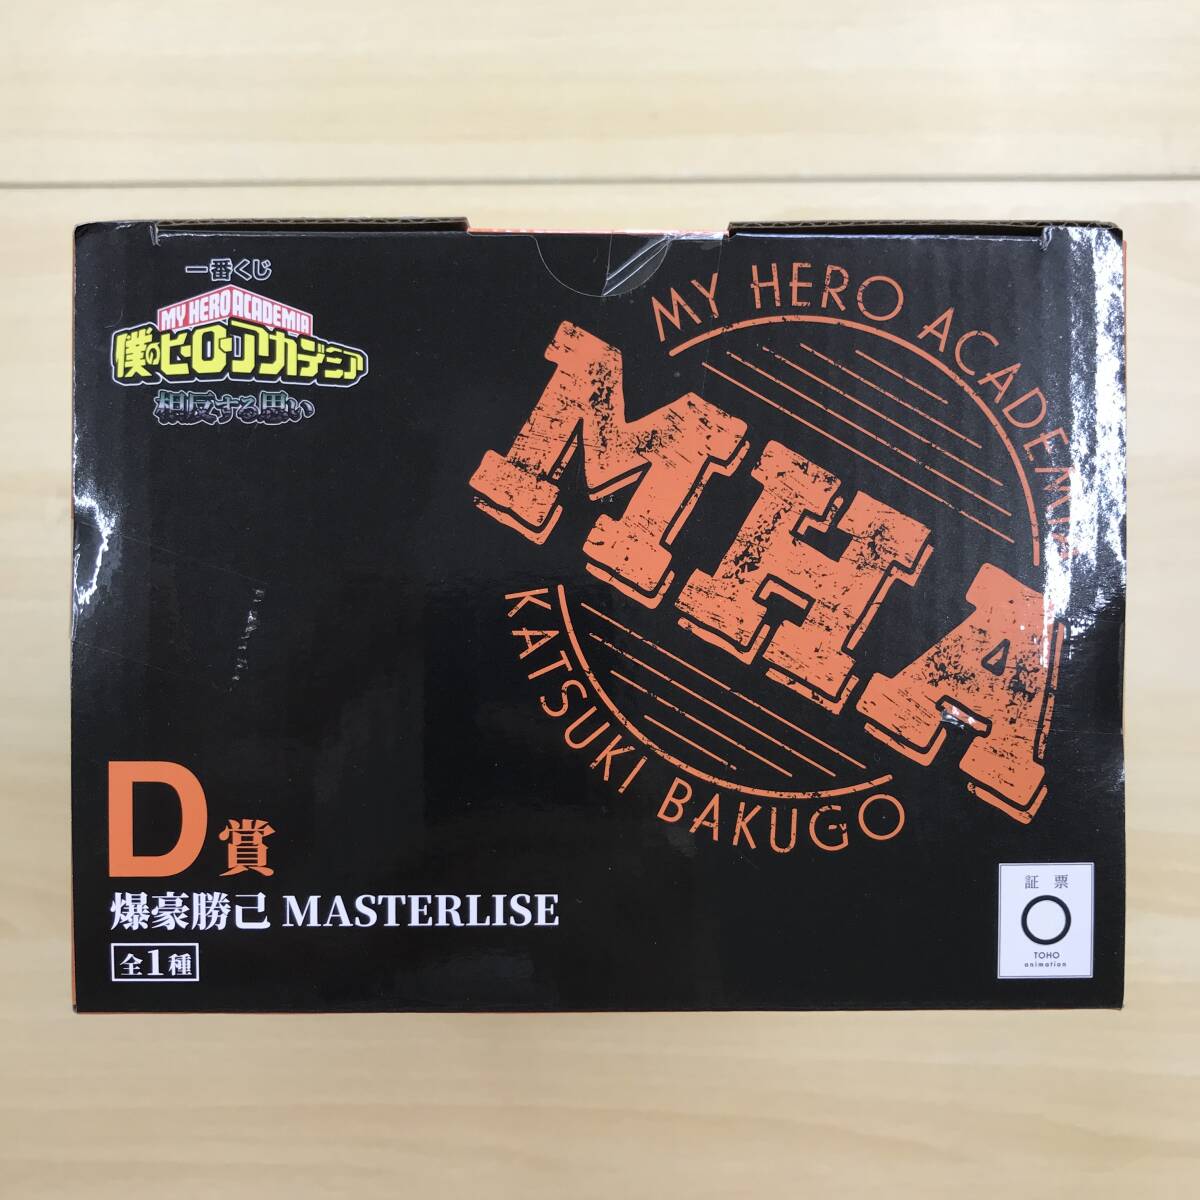 一番くじ
MY HERO ACADEMIA
僕のヒーローアカデミア
相反する思い
MY HERO ACADEMIA
MHA
KATSUKI BAKUGO
D賞
爆豪勝己 MASTERLISE
全1種
証 票
TOHO
animation